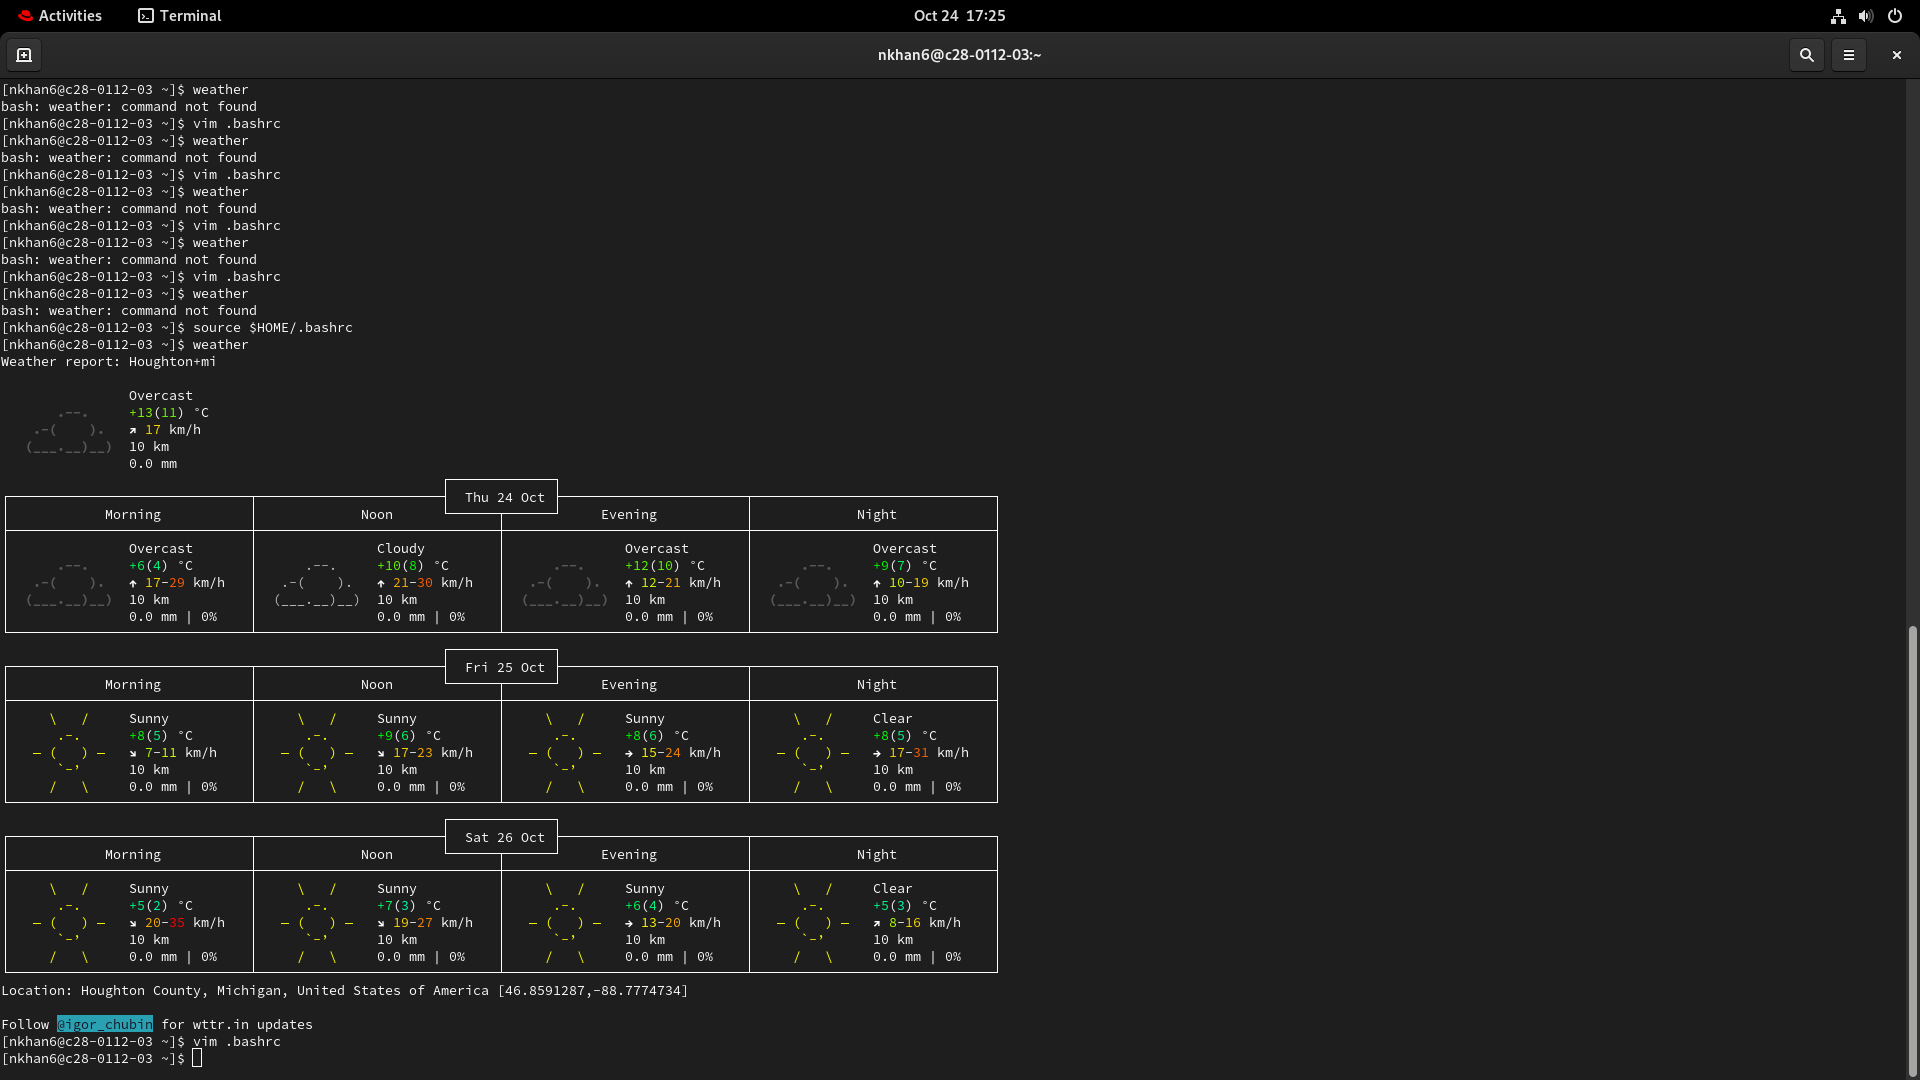 Activities Terminal Oct 24 17:25
nkhan6@c28-0112-03:~
[nkhan6@c28-0112-03 ~]$ weather
bash: weather: command not found
[nkhan6@c28-0112-03 ~]$ vim .bashrc
[nkhan6@c28-0112-03 ~]$ weather
bash: weather: command not found
[nkhan6@c28-0112-03 ~]$ vim .bashrc
[nkhan6@c28-0112-03 ~]$ weather
bash: weather: command not found
[nkhan6@c28-0112-03 ~]$ vim .bashrc
[nkhan6@c28-0112-03 ~]$ weather
bash: weather: command not found
[nkhan6@c28-0112-03 ~]$ vim .bashrc
[nkhan6@c28-0112-03 ~]$ weather
bash: weather: command not found
[nkhan6@c28-0112-03 ~]$ source $HOME/.bashrc
[nkhan6@c28-0112-03 ~]$ weather
Weather report: Houghton+mi
Overcast
+13(11) °C
↗ 17 km/h
10 km
0.0 mm
Thu 24 Oct
Morning Noon Evening Night
Overcast Cloudy Overcast Overcast
+6(4) °C +10(8) °C +12(10) °C +9(7) °C
↑ 17-29 km/h ↑ 21-30 km/h ↑ 12-21 km/h ↑ 10-19 km/h
10 km 10 km 10 km 10 km
0.0 mm | 0% 0.0 mm | 0% 0.0 mm | 0% 0.0 mm | 0%
Fri 25 Oct
Morning Noon Evening Night
Sunny Sunny Sunny Clear
+8(5) °C +9(6) °C +8(6) °C +8(5) °C
↘ 7-11 km/h ↘ 17-23 km/h → 15-24 km/h → 17-31 km/h
10 km 10 km 10 km 10 km
0.0 mm | 0% 0.0 mm | 0% 0.0 mm | 0% 0.0 mm | 0%
Sat 26 Oct
Morning Noon Evening Night
Sunny Sunny Sunny Clear
+5(2) °C +7(3) °C +6(4) °C +5(3) °C
↘ 20-35 km/h ↘ 19-27 km/h → 13-20 km/h ↗ 8-16 km/h
10 km 10 km 10 km 10 km
0.0 mm | 0% 0.0 mm | 0% 0.0 mm | 0% 0.0 mm | 0%
Location: Houghton County, Michigan, United States of America [46.8591287,-88.7774734]
Follow @igor_chubin for wttr.in updates
[nkhan6@c28-0112-03 ~]$ vim .bashrc
[nkhan6@c28-0112-03 ~]$